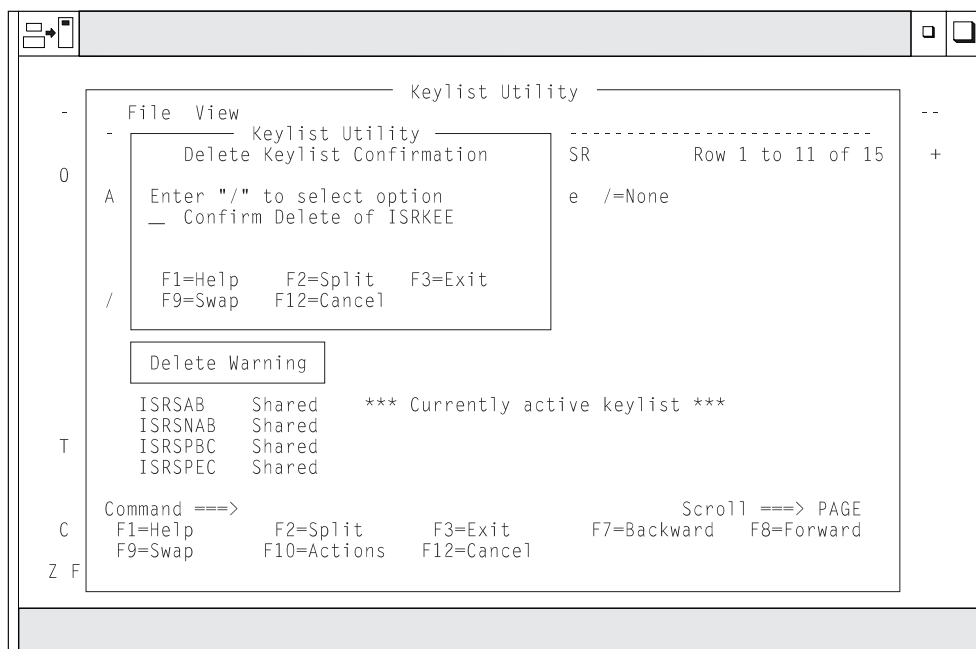 Keylist Utility
- File View --
- Keylist Utility ---------------------------
Delete Keylist Confirmation SR Row 1 to 11 of 15 +
O
A Enter "/" to select option e /=None
__ Confirm Delete of ISRKEE
F1=Help F2=Split F3=Exit
/ F9=Swap F12=Cancel
Delete Warning
ISRSAB Shared *** Currently active keylist ***
ISRSNAB Shared
T ISRSPBC Shared
ISRSPEC Shared
Command ===> Scroll ===> PAGE
C F1=Help F2=Split F3=Exit F7=Backward F8=Forward
F9=Swap F10=Actions F12=Cancel
Z F